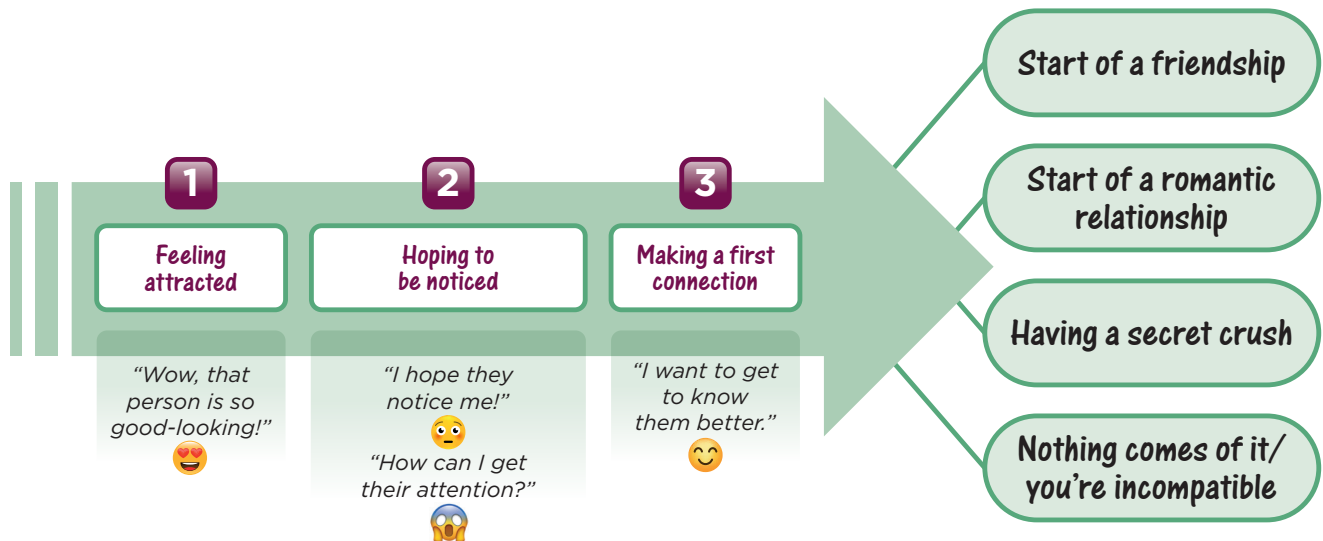 1
Feeling
attracted
“Wow, that
person is so
good-looking!”
2
Hoping to
be noticed
“I hope they
notice me!”
“How can I get
their attention?”
3
Making a first
connection
“I want to get
to know
them better.”
Start of a friendship
Start of a romantic
relationship
Having a secret crush
Nothing comes of it/
you’re incompatible